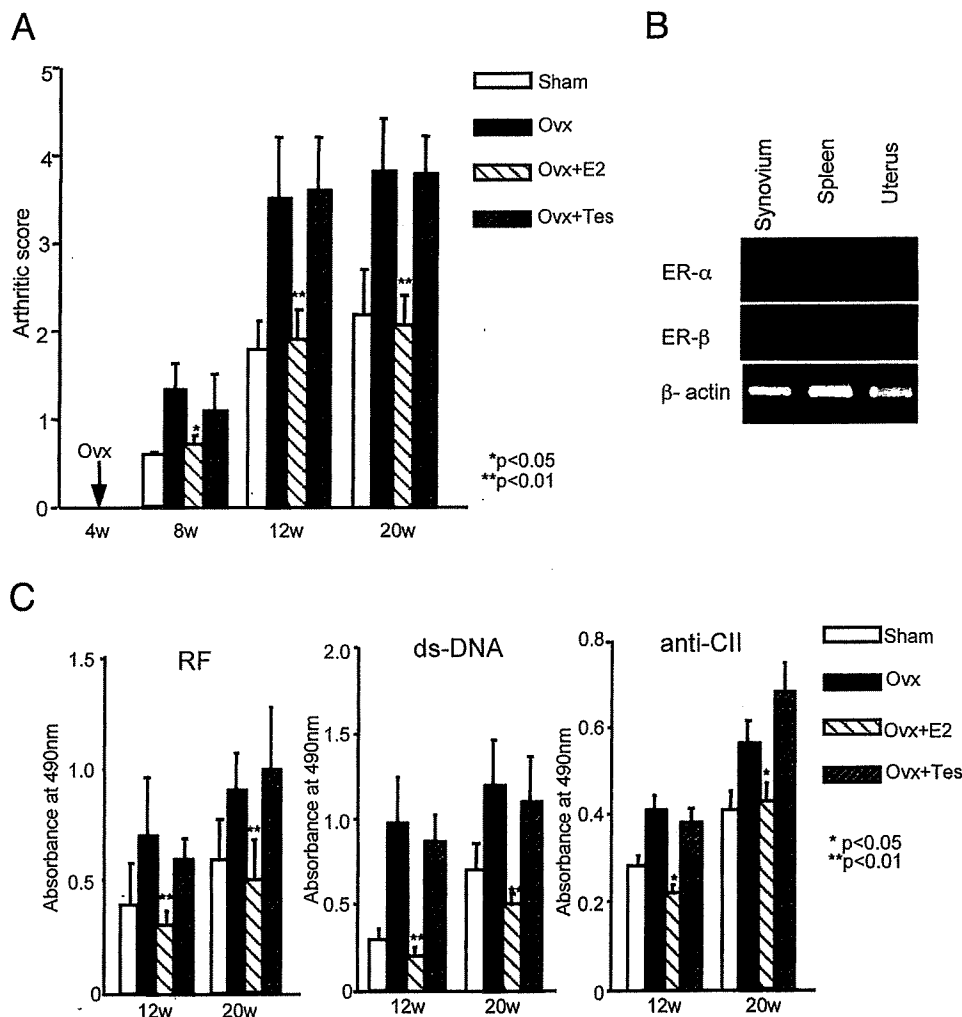 A
5
4
3
2
1
0
Arthritic score
Sham
Ovx
Ovx+E2
Ovx+Tes
Ovx
*
**
**
4w 8w 12w 20w
*p<0.05
**p<0.01
B
Synovium Spleen Uterus
ER-α
ER-β
β- actin
C
RF
Absorbance at 490nm
1.5
1.0
0.5
0
**
**
12w 20w
ds-DNA
Absorbance at 490nm
2.0
1.5
1.0
0.5
0
**
**
12w 20w
anti-CII
Absorbance at 490nm
0.8
0.6
0.4
0.2
0
*
*
12w 20w
Sham
Ovx
Ovx+E2
Ovx+Tes
* p<0.05
**p<0.01